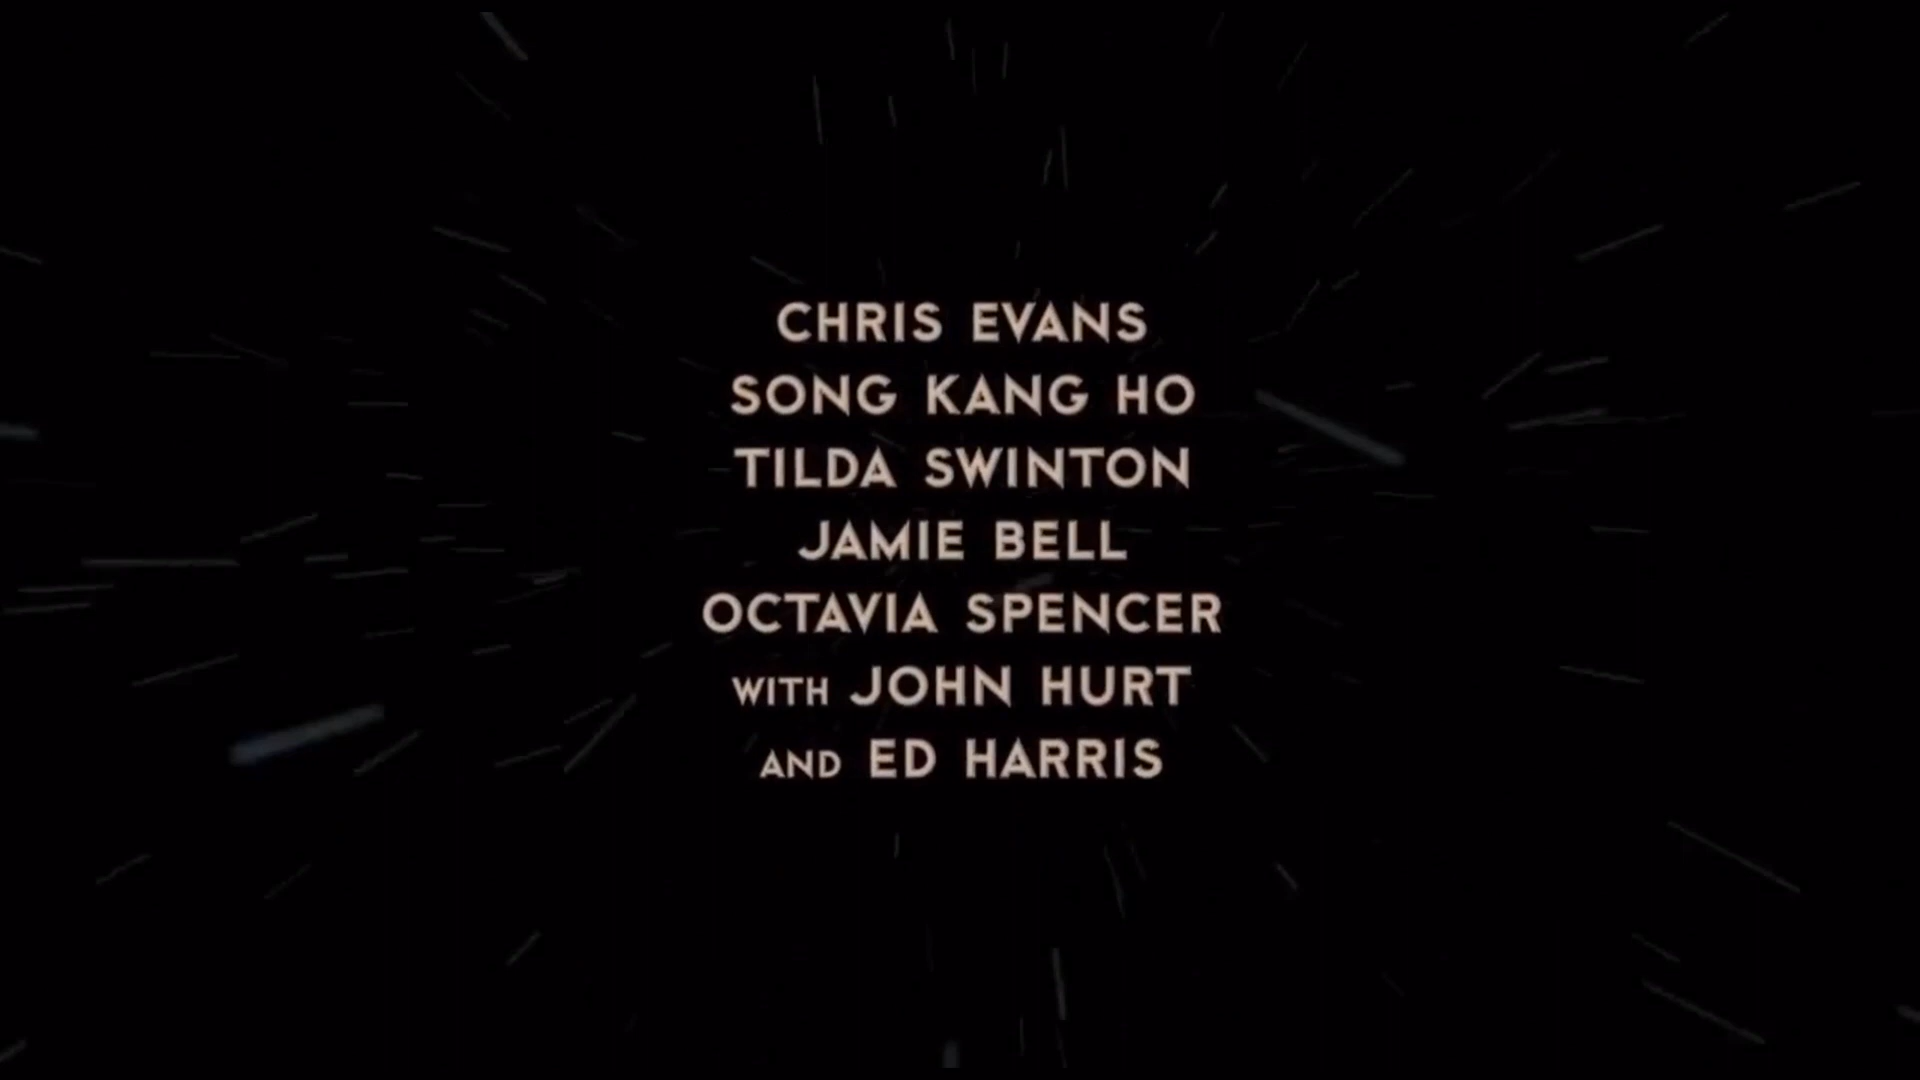 CHRIS EVANS
SONG KANG HO
TILDA SWINTON
JAMIE BELL
OCTAVIA SPENCER
WITH JOHN HURT
AND ED HARRIS